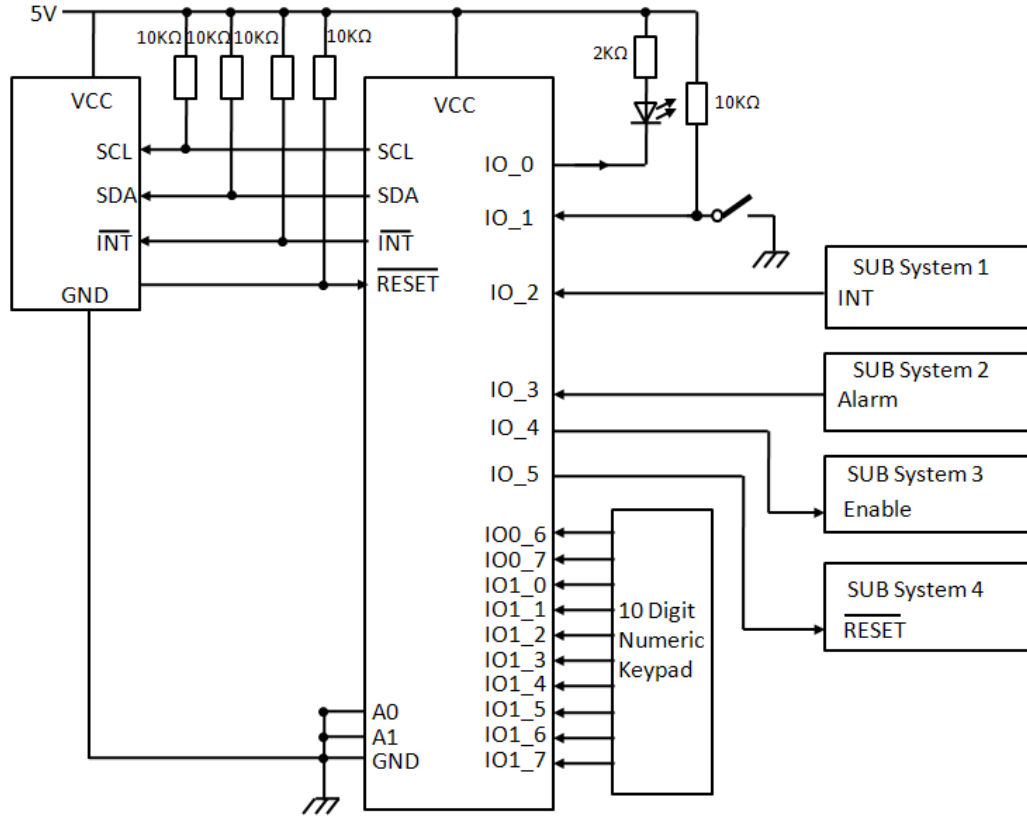 5V
10KΩ 10KΩ 10KΩ 10KΩ
2KΩ
10KΩ
VCC
SCL
SDA
INT
GND
VCC
SCL
SDA
INT
RESET
A0
A1
GND
IO_0
IO_1
IO_2
IO_3
IO_4
IO_5
IO0_6
IO0_7
IO1_0
IO1_1
IO1_2
IO1_3
IO1_4
IO1_5
IO1_6
IO1_7
10 Digit
Numeric
Keypad
SUB System 1
INT
SUB System 2
Alarm
SUB System 3
Enable
SUB System 4
RESET